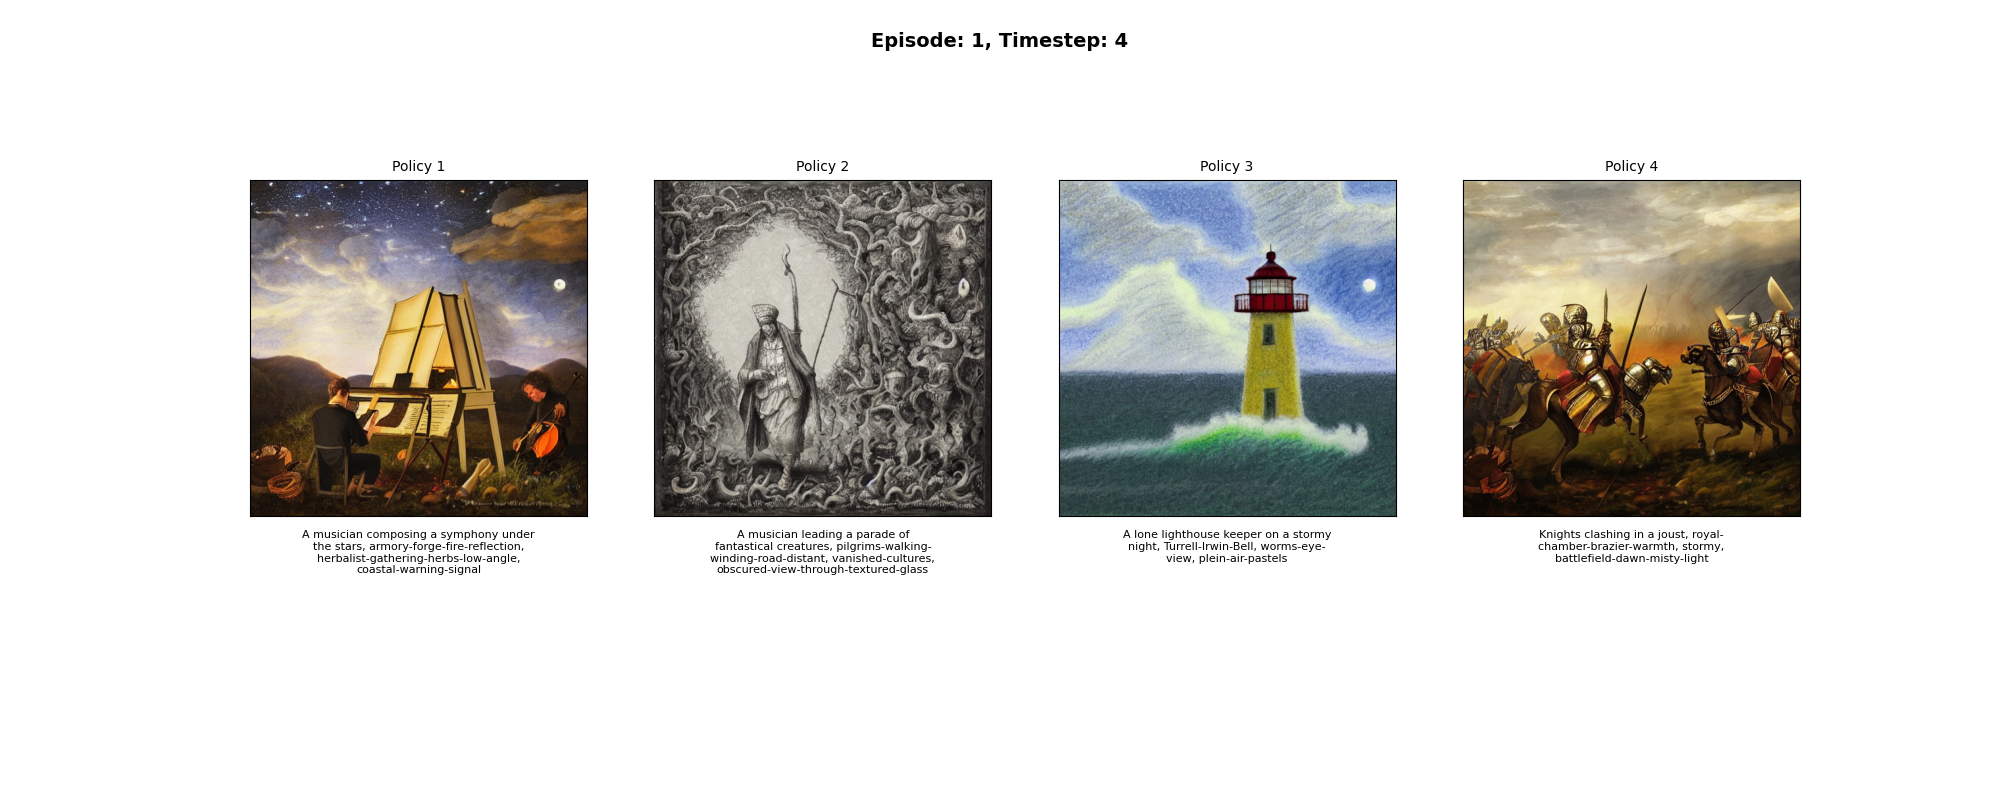 Episode: 1, Timestep: 4
Policy 1
Policy 2
Policy 3
Policy 4
A musician composing a symphony under
the stars, armory-forge-fire-reflection,
herbalist-gathering-herbs-low-angle,
coastal-warning-signal
A musician leading a parade of
fantastical creatures, pilgrims-walking-
winding-road-distant, vanished-cultures,
obscured-view-through-textured-glass
A lone lighthouse keeper on a stormy
night, Turrell-Irwin-Bell, worms-eye-
view, plein-air-pastels
Knights clashing in a joust, royal-
chamber-brazier-warmth, stormy,
battlefield-dawn-misty-light